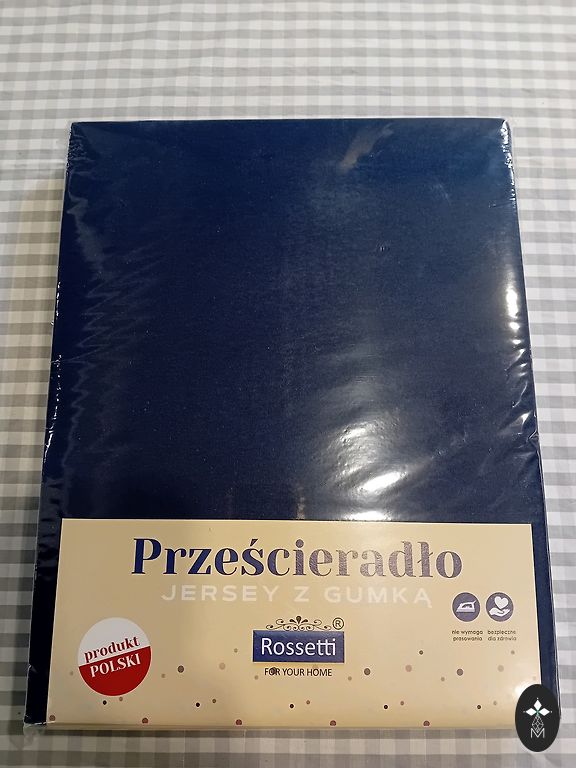 Prześcieradło
JERSEY Z GUMKĄ
nie wymaga
prasowania
bezpieczne
dla zdrowia
produkt
POLSKI
®
Rossetti
FOR YOUR HOME
M